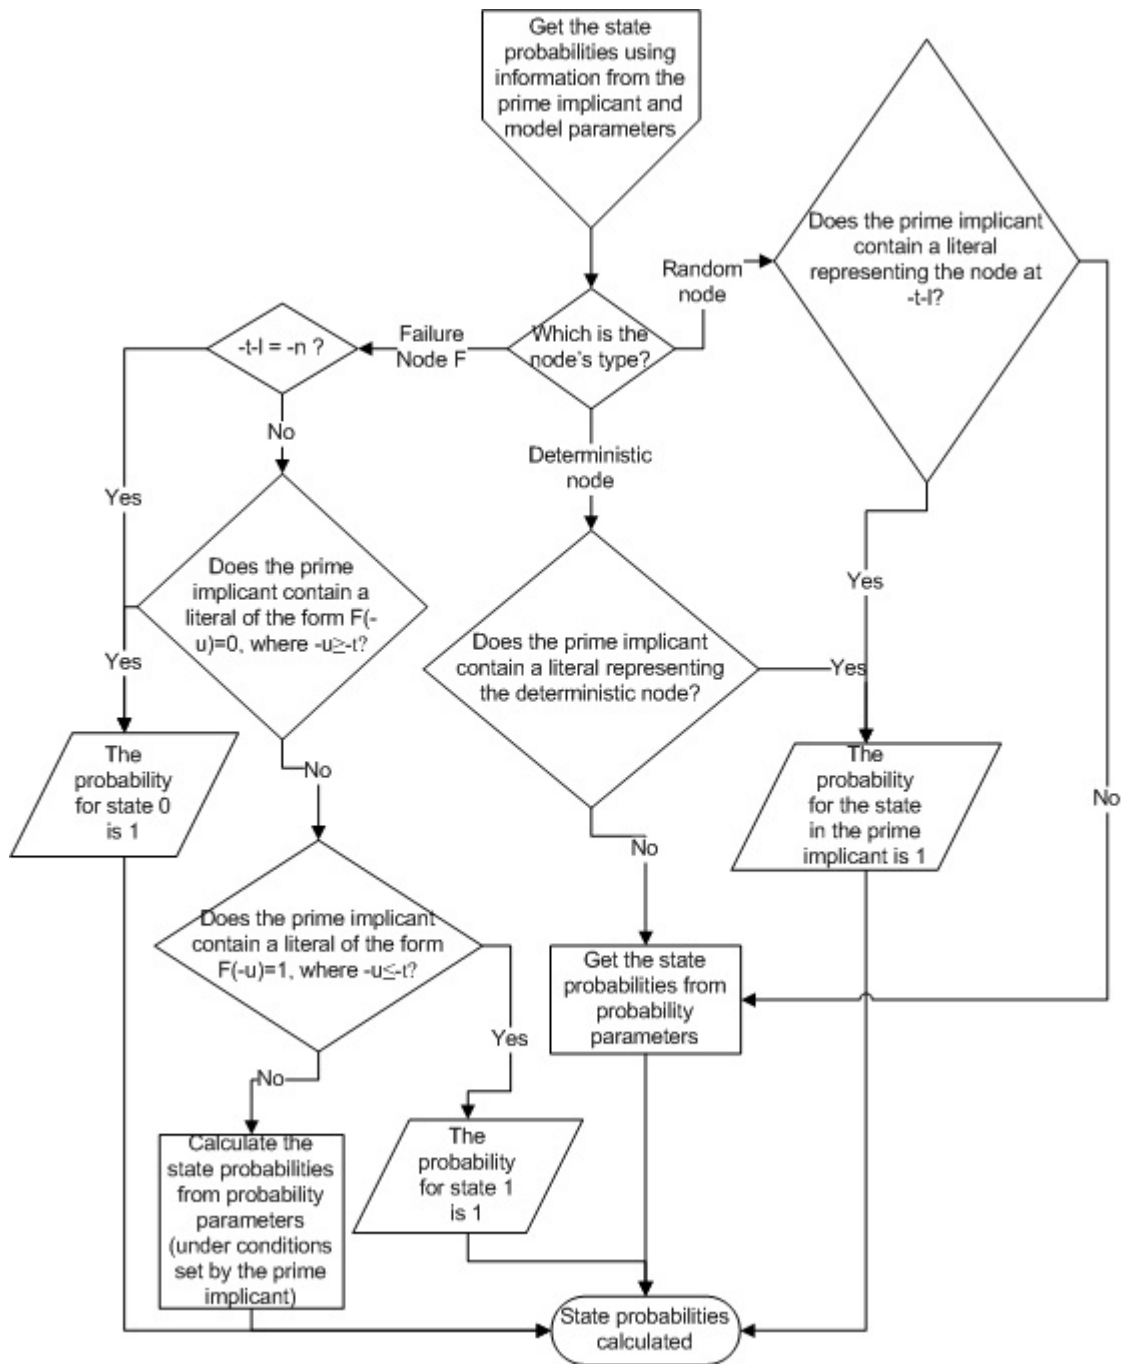 Get the state
probabilities using
information from the
prime implicant and
model parameters
Does the prime implicant
contain a literal
representing the node at
-t-l?
Random
node
Which is the
node's type?
Failure
Node F
-t-l = -n ?
No
Deterministic
node
Yes
Does the prime
implicant contain a
literal of the form F(-
u)=0, where -u≥-t?
Yes
Does the prime implicant
contain a literal representing
the deterministic node?
Yes
Yes
The
probability
for state 0
is 1
No
The
probability
for the state
in the prime
implicant is 1
No
No
Does the prime implicant
contain a literal of the form
F(-u)=1, where -u≤-t?
Get the state
probabilities from
probability
parameters
Yes
No
Calculate the
state probabilities
from probability
parameters
(under conditions
set by the prime
implicant)
The
probability
for state 1
is 1
State probabilities
calculated